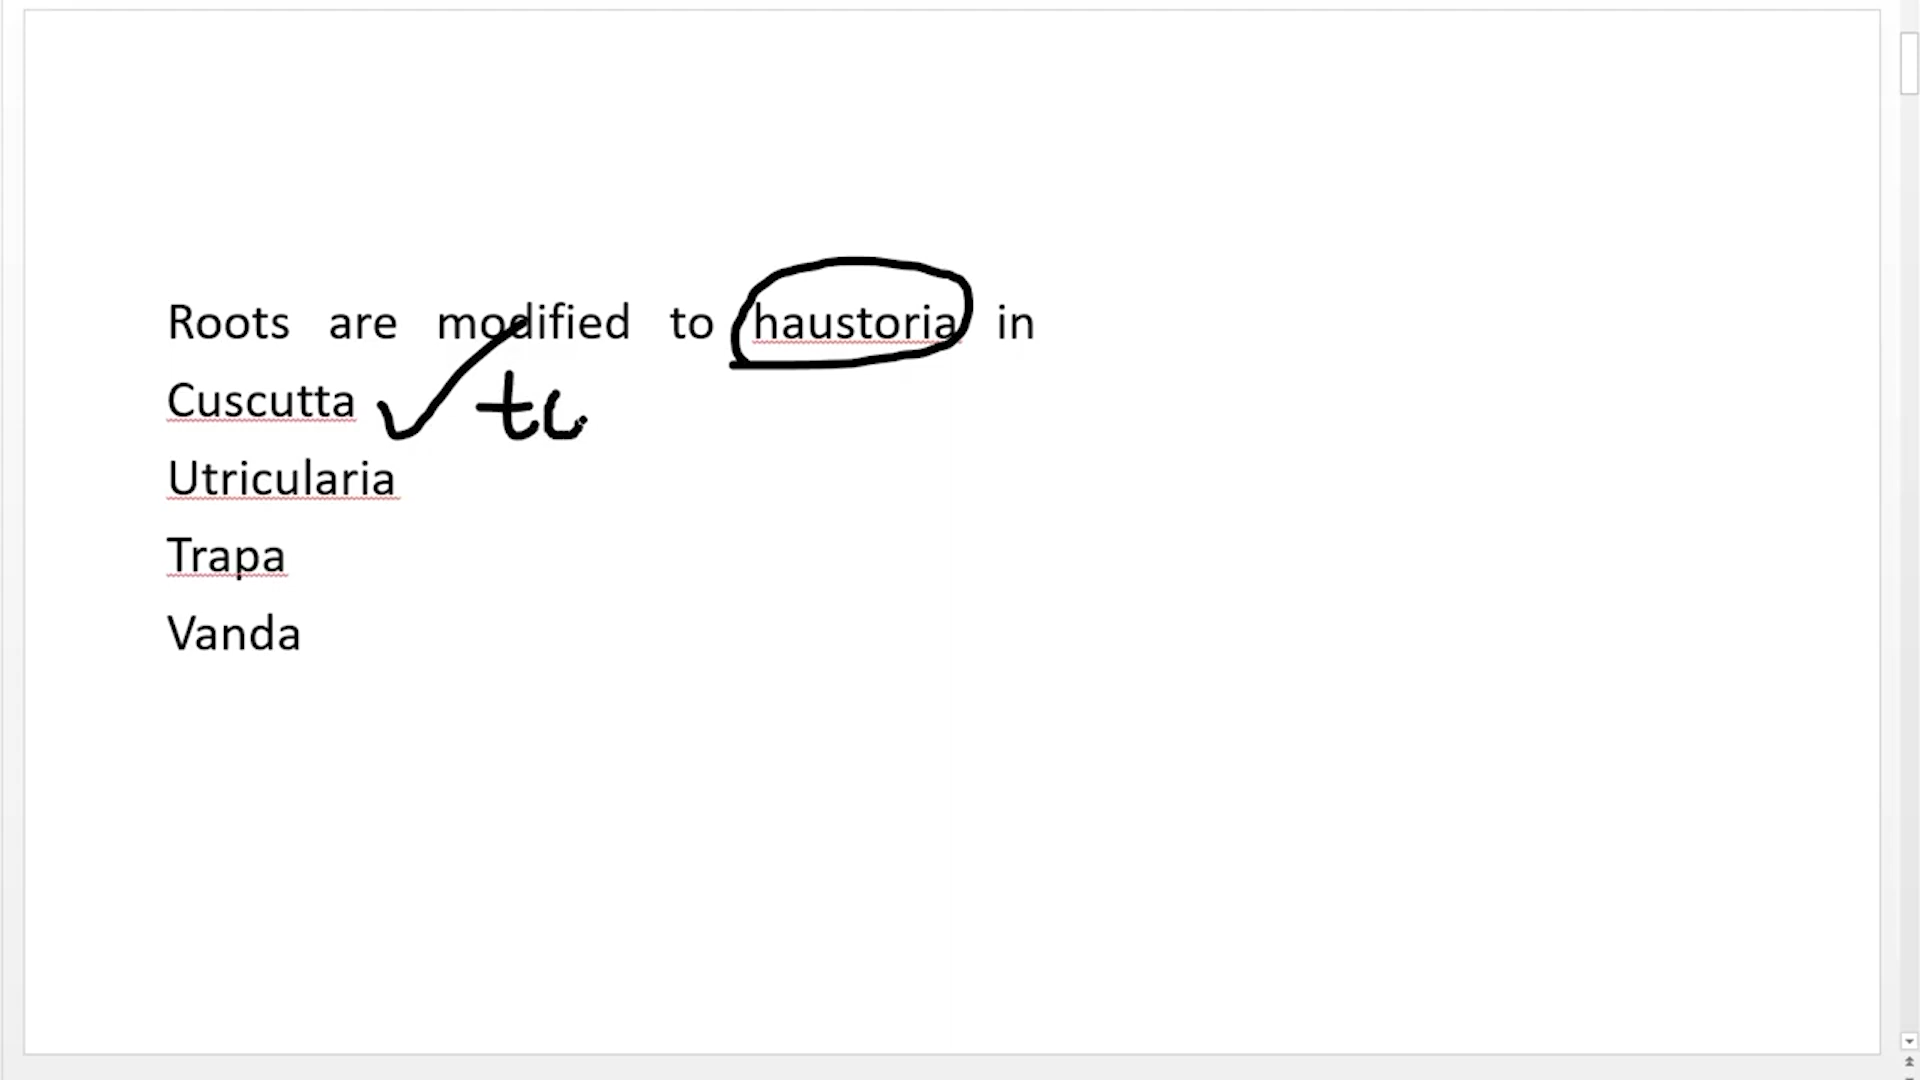 Roots are modified to haustoria in
Cuscutta
Utricularia
Trapa
Vanda